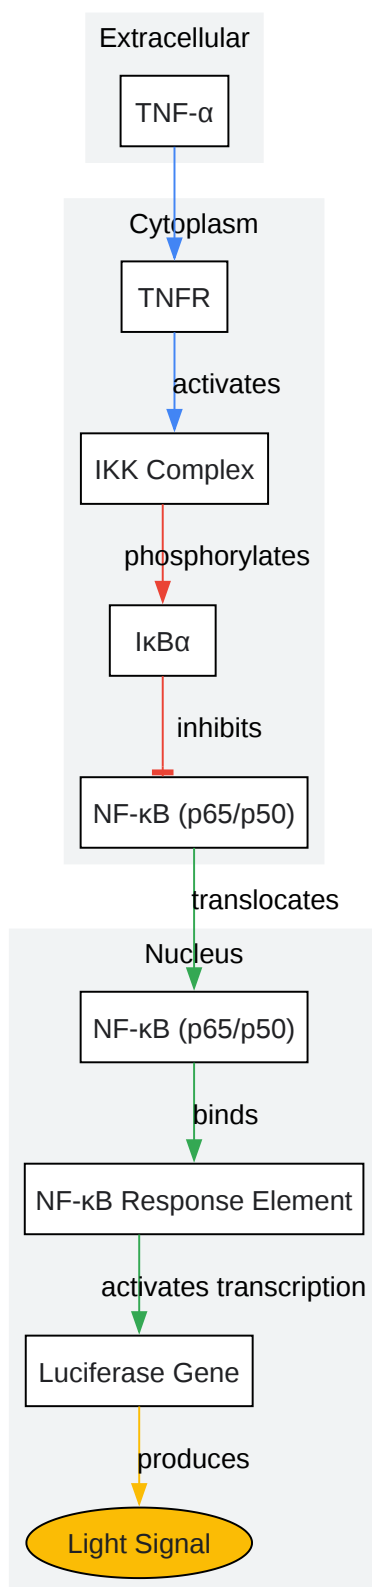 Extracellular
TNF-α
Cytoplasm
TNFR
activates
IKK Complex
phosphorylates
IκBα
inhibits
NF-κB (p65/p50)
translocates
Nucleus
NF-κB (p65/p50)
binds
NF-κB Response Element
activates transcription
Luciferase Gene
produces
Light Signal